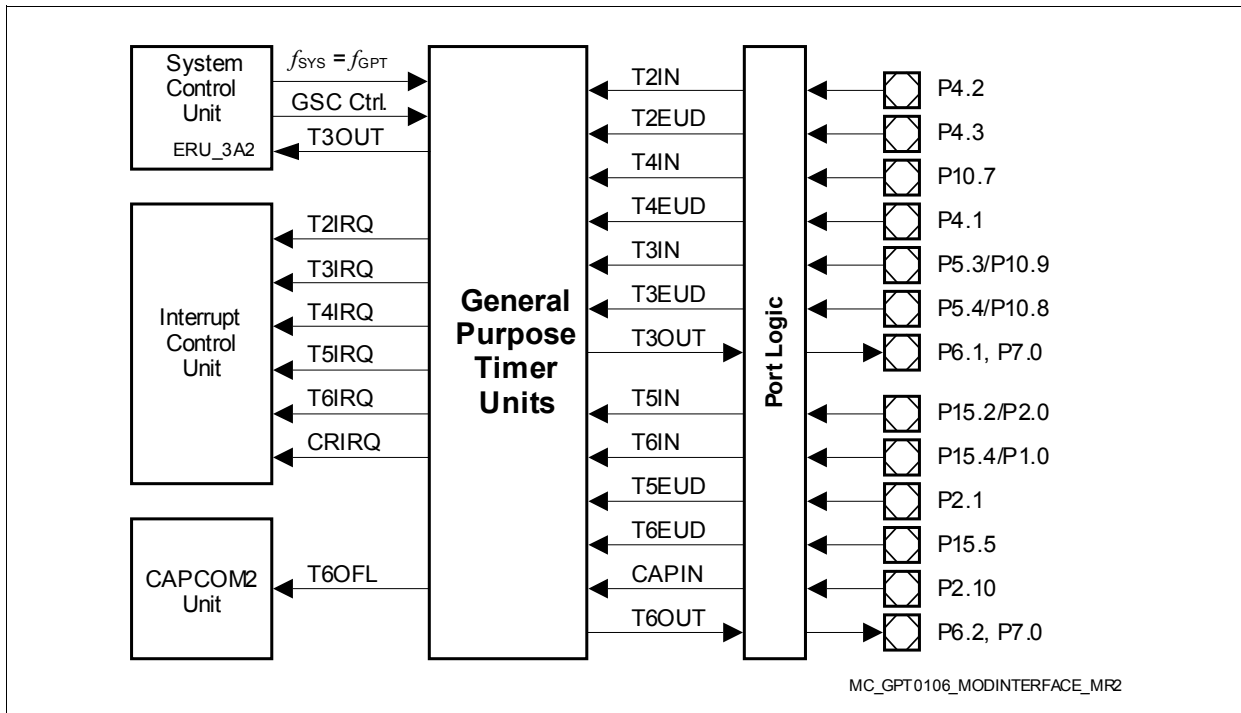 System
Control
Unit
ERU_3A2
fSYS = fGPT
GSC Ctrl.
T3OUT
Interrupt
Control
Unit
T2IRQ
T3IRQ
T4IRQ
T5IRQ
T6IRQ
CRIRQ
CAPCOM2
Unit
T6OFL
General
Purpose
Timer
Units
T2IN
T2EUD
T4IN
T4EUD
T3IN
T3EUD
T3OUT
T5IN
T6IN
T5EUD
T6EUD
CAPIN
T6OUT
Port Logic
P4.2
P4.3
P10.7
P4.1
P5.3/P10.9
P5.4/P10.8
P6.1, P7.0
P15.2/P2.0
P15.4/P1.0
P2.1
P15.5
P2.10
P6.2, P7.0
MC_GPT0106_MODINTERFACE_MR2